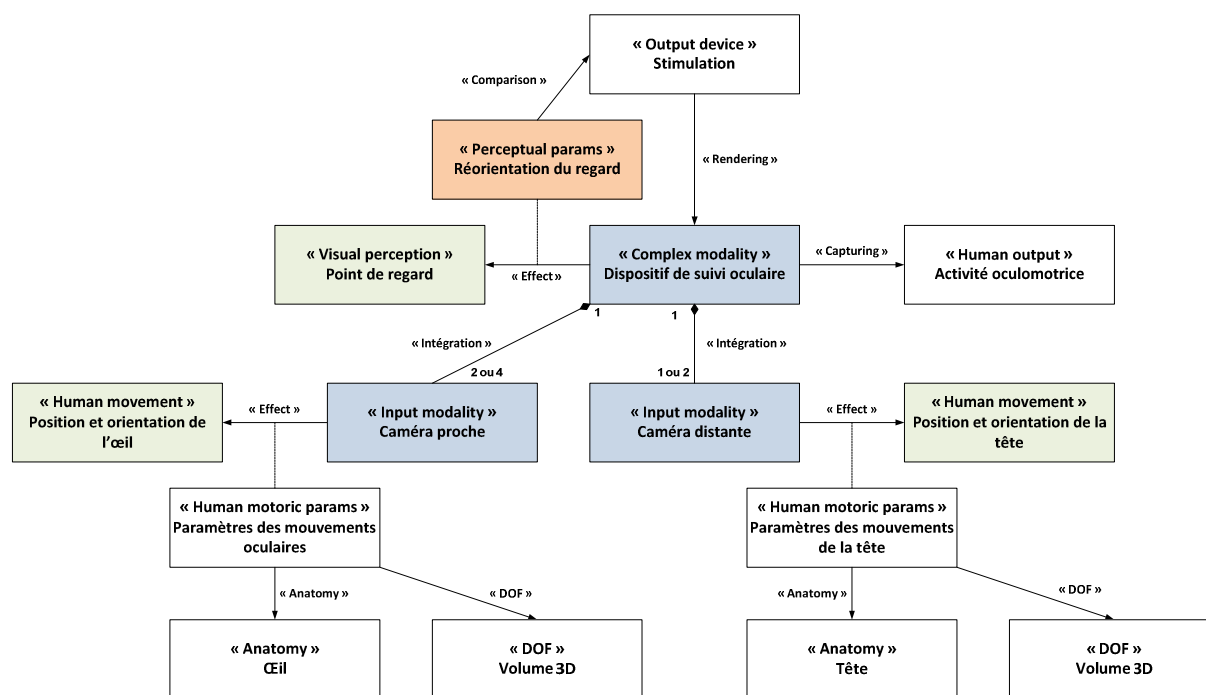 « Output device »
Stimulation
« Comparison »
« Perceptual params »
Réorientation du regard
« Rendering »
« Visual perception »
Point de regard
« Effect »
« Complex modality »
Dispositif de suivi oculaire
« Capturing »
« Human output »
Activité oculomotrice
1
1
« Intégration »
« Intégration »
2 ou 4
1 ou 2
« Human movement »
Position et orientation de
l’œil
« Effect »
« Input modality »
Caméra proche
« Input modality »
Caméra distante
« Effect »
« Human movement »
Position et orientation de la
tête
« Human motoric params »
Paramètres des mouvements
oculaires
« Human motoric params »
Paramètres des mouvements
de la tête
« Anatomy »
« DOF »
« Anatomy »
« DOF »
« Anatomy »
Œil
« DOF »
Volume 3D
« Anatomy »
Tête
« DOF »
Volume 3D